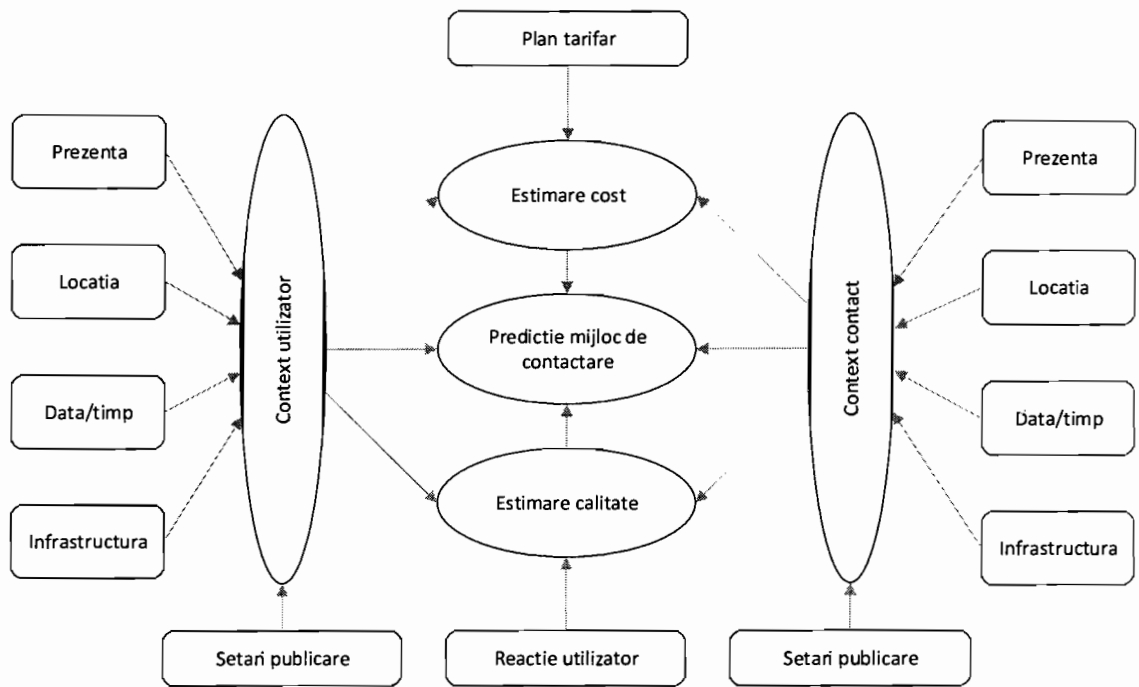 Plan tarifar
Prezenta
Estimare cost
Prezenta
Locatia
Context utilizator
Predictie mijloc de
contactare
Context contact
Locatia
Data/timp
Data/timp
Estimare calitate
Infrastructura
Infrastructura
Setari publicare
Reactie utilizator
Setari publicare